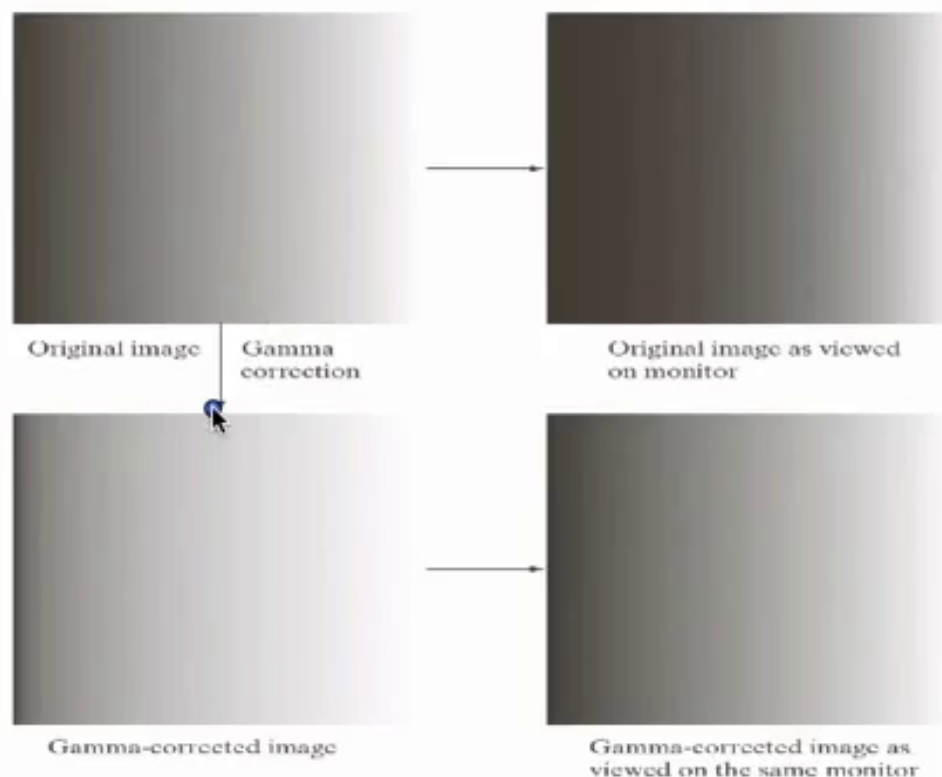 Original image
Gamma
correction
Original image as viewed
on monitor
Gamma-corrected image
Gamma-corrected image as
viewed on the same monitor